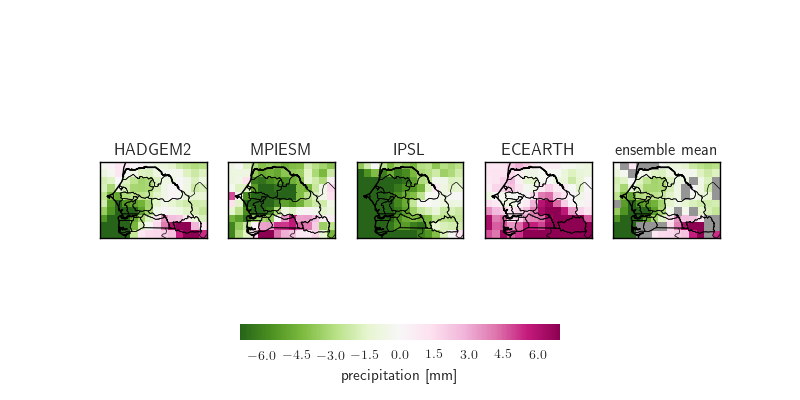 HADGEM2 MPIESM IPSL ECEARTH ensemble mean
−6.0 −4.5 −3.0 −1.5 0.0 1.5 3.0 4.5 6.0
precipitation [mm]